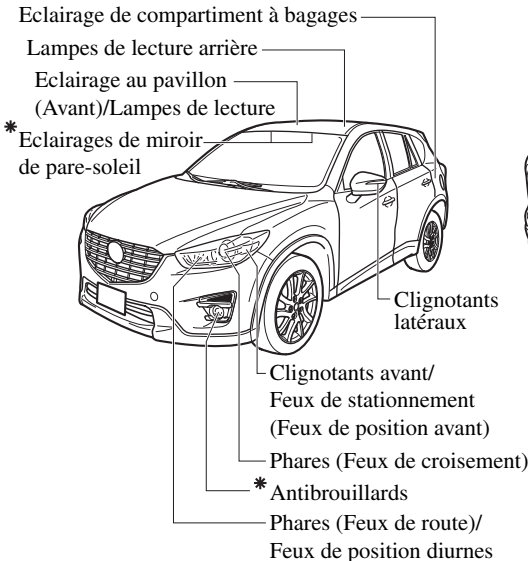 Eclairage de compartiment à bagages
Lampes de lecture arrière
Eclairage au pavillon
(Avant)/Lampes de lecture
*Eclairages de miroir
de pare-soleil
Clignotants
latéraux
Clignotants avant/
Feux de stationnement
(Feux de position avant)
Phares (Feux de croisement)
*Antibrouillards
Phares (Feux de route)/
Feux de position diurnes